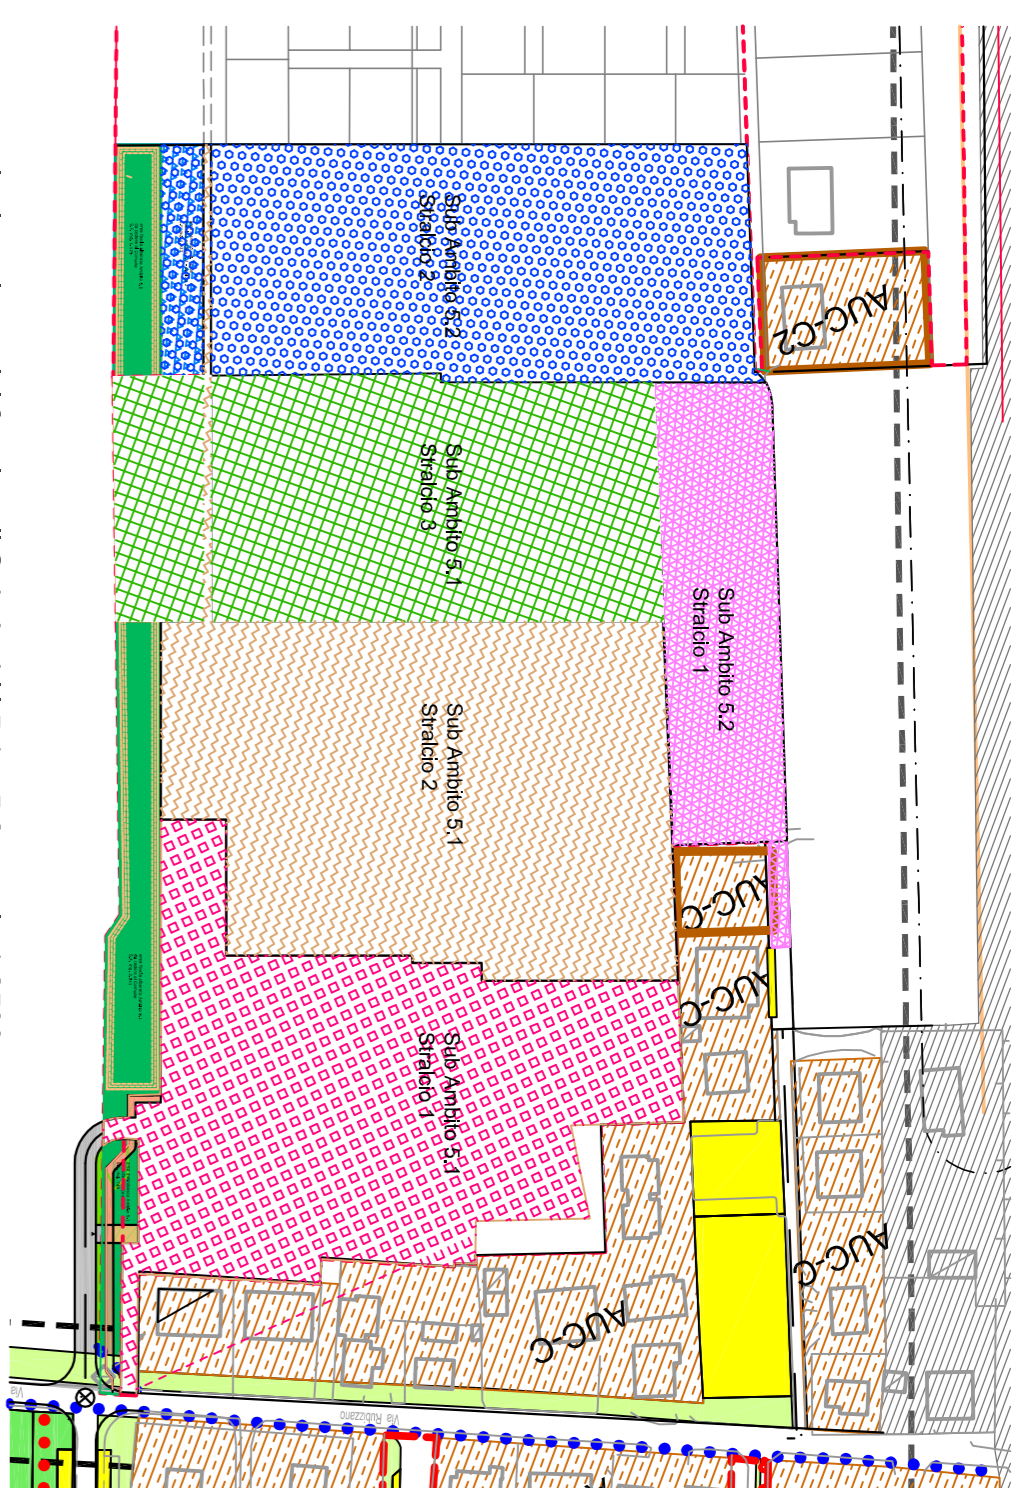 Sub Ambito 5.2
Stralcio 2
AUC-C2
Sub Ambito 5.1
Stralcio 3
Sub Ambito 5.2
Stralcio 1
Sub Ambito 5.1
Stralcio 2
AUC-C
AUC-C
Sub Ambito 5.1
Stralcio 1
AUC-C
AUC-C
Via
Via Rubizzano